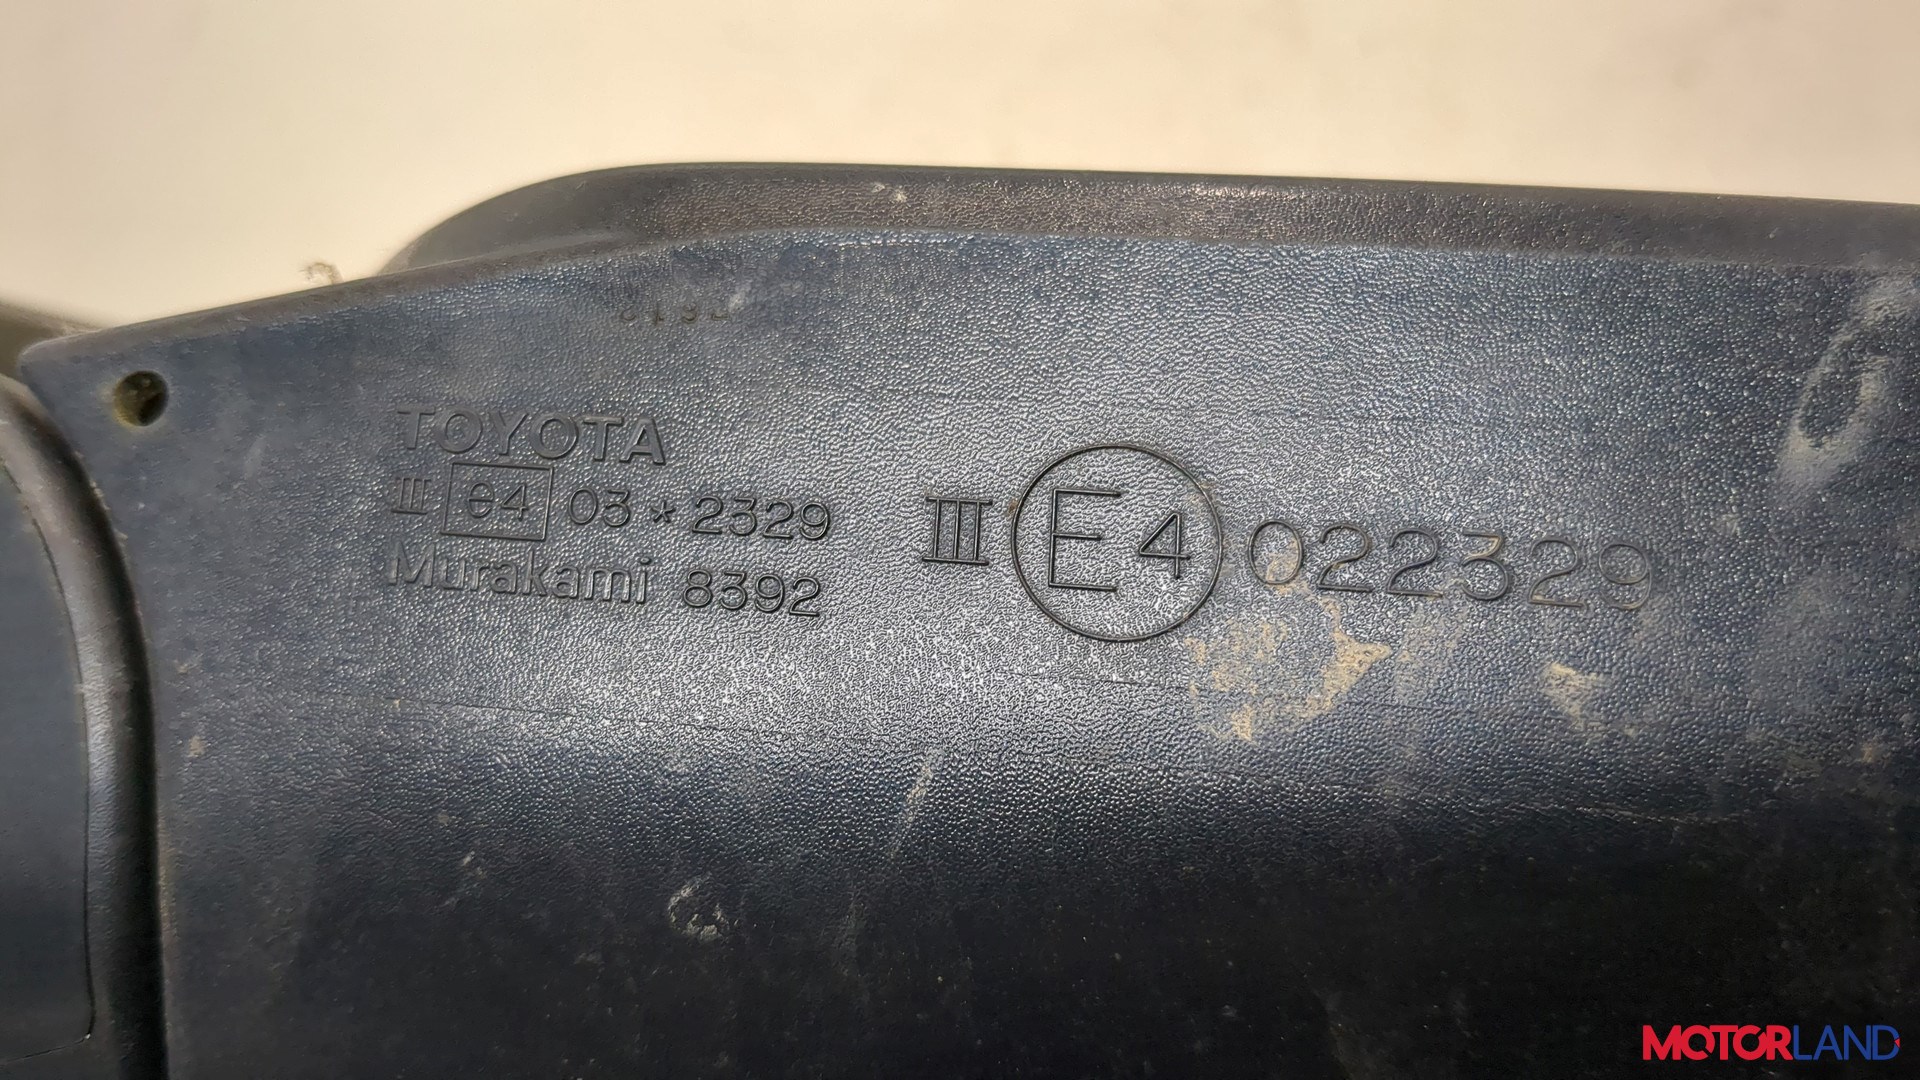 TOYOTA
III e4 03*2329
Murakami 8392
III E4 022329
MOTORLAND